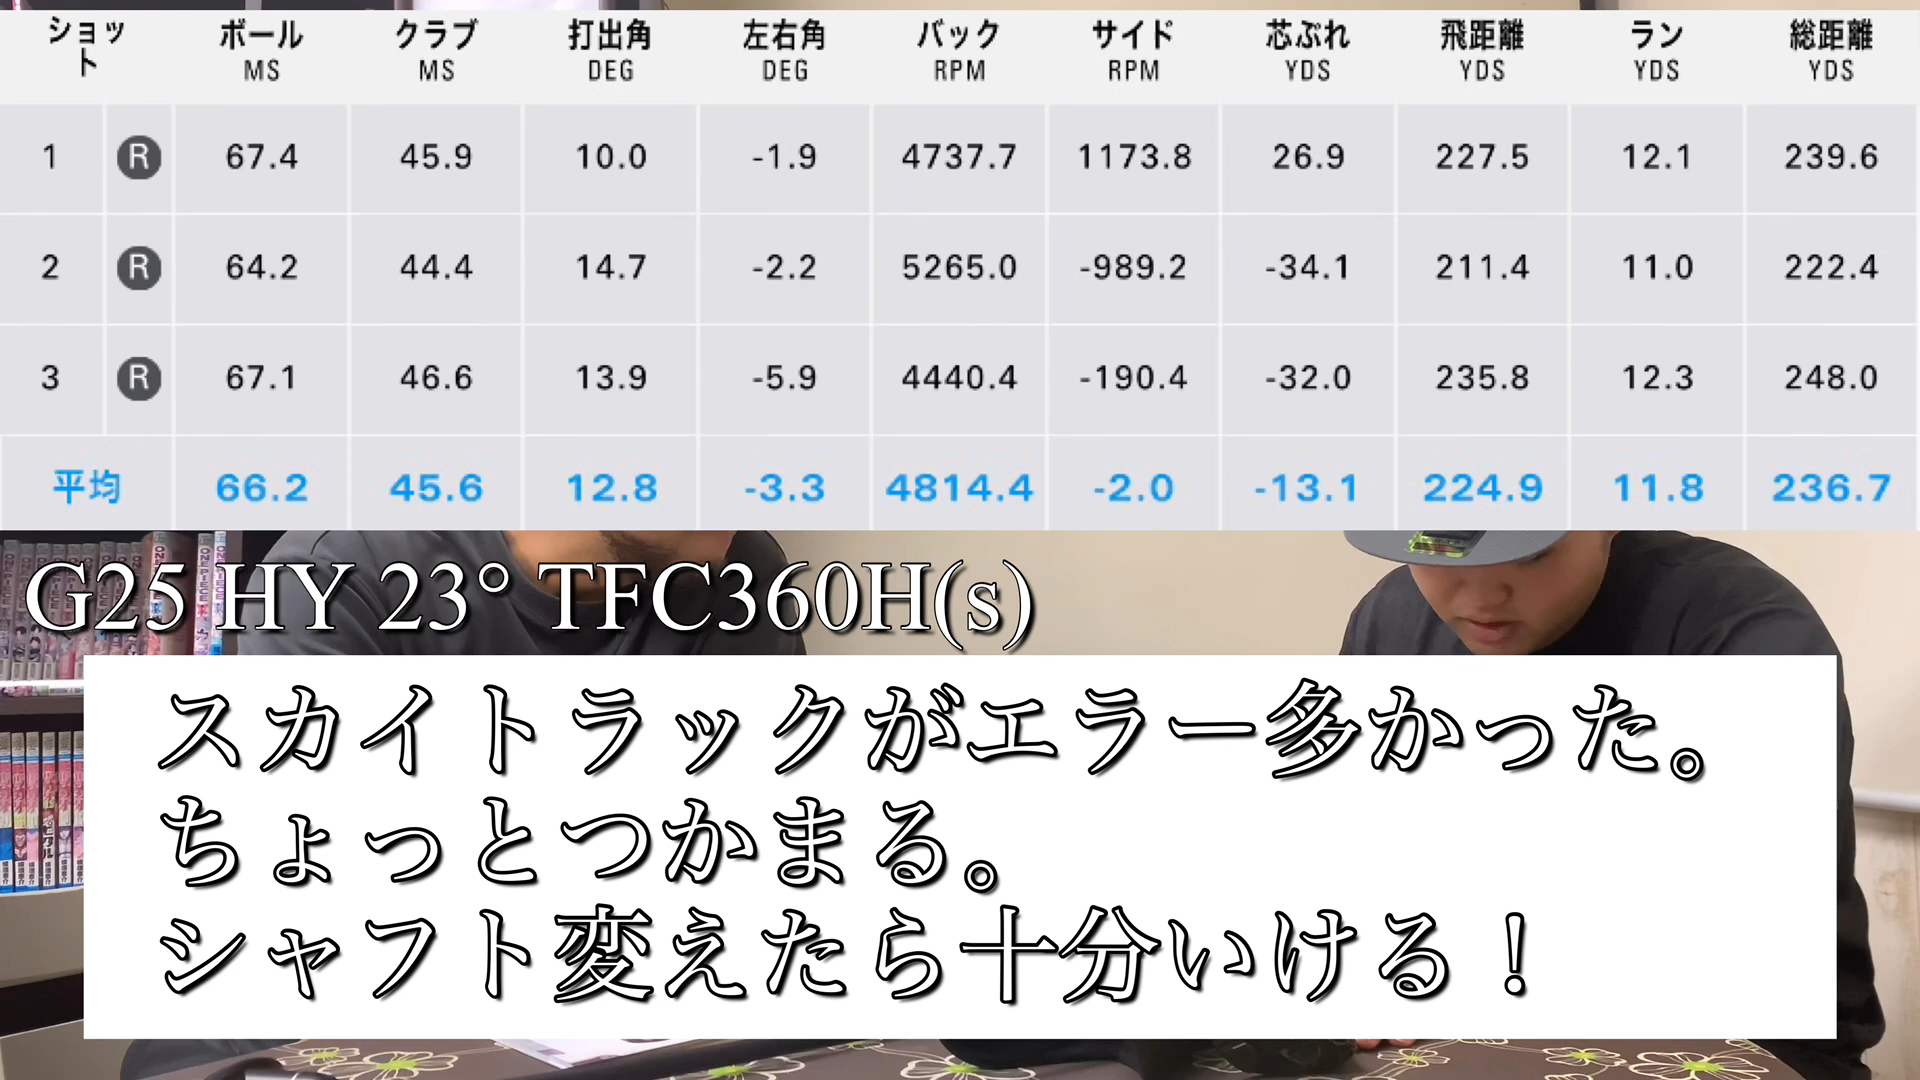 ショッ ボール クラブ 打出角 左右角 バック サイド 芯ぶれ 飛距離 ラン 総距離
ト MS MS DEG DEG RPM RPM YDS YDS YDS YDS
1 R 67.4 45.9 10.0 -1.9 4737.7 1173.8 26.9 227.5 12.1 239.6
2 R 64.2 44.4 14.7 -2.2 5265.0 -989.2 -34.1 211.4 11.0 222.4
3 R 67.1 46.6 13.9 -5.9 4440.4 -190.4 -32.0 235.8 12.3 248.0
平均 66.2 45.6 12.8 -3.3 4814.4 -2.0 -13.1 224.9 11.8 236.7
ONE PIECE
ONE PIECE
G25 HY 23° TFC360H(s)
スカイトラックがエラー多かった。
ちょっとつかまる。
シャフト変えたら十分いける！